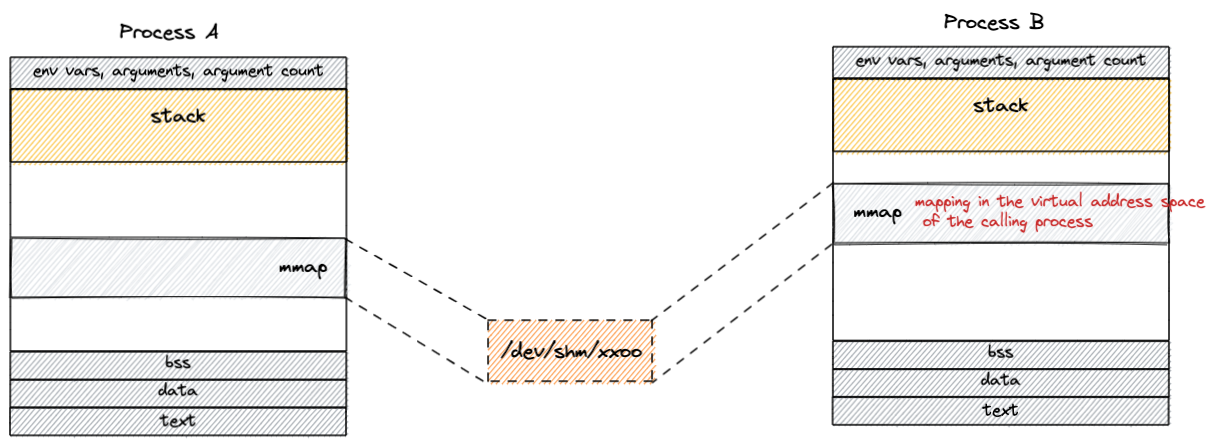 Process A
env vars, arguments, argument count
stack
mmap
bss
data
text
/dev/shm/xxoo
Process B
env vars, arguments, argument count
stack
mmap
mapping in the virtual address space
of the calling process
bss
data
text